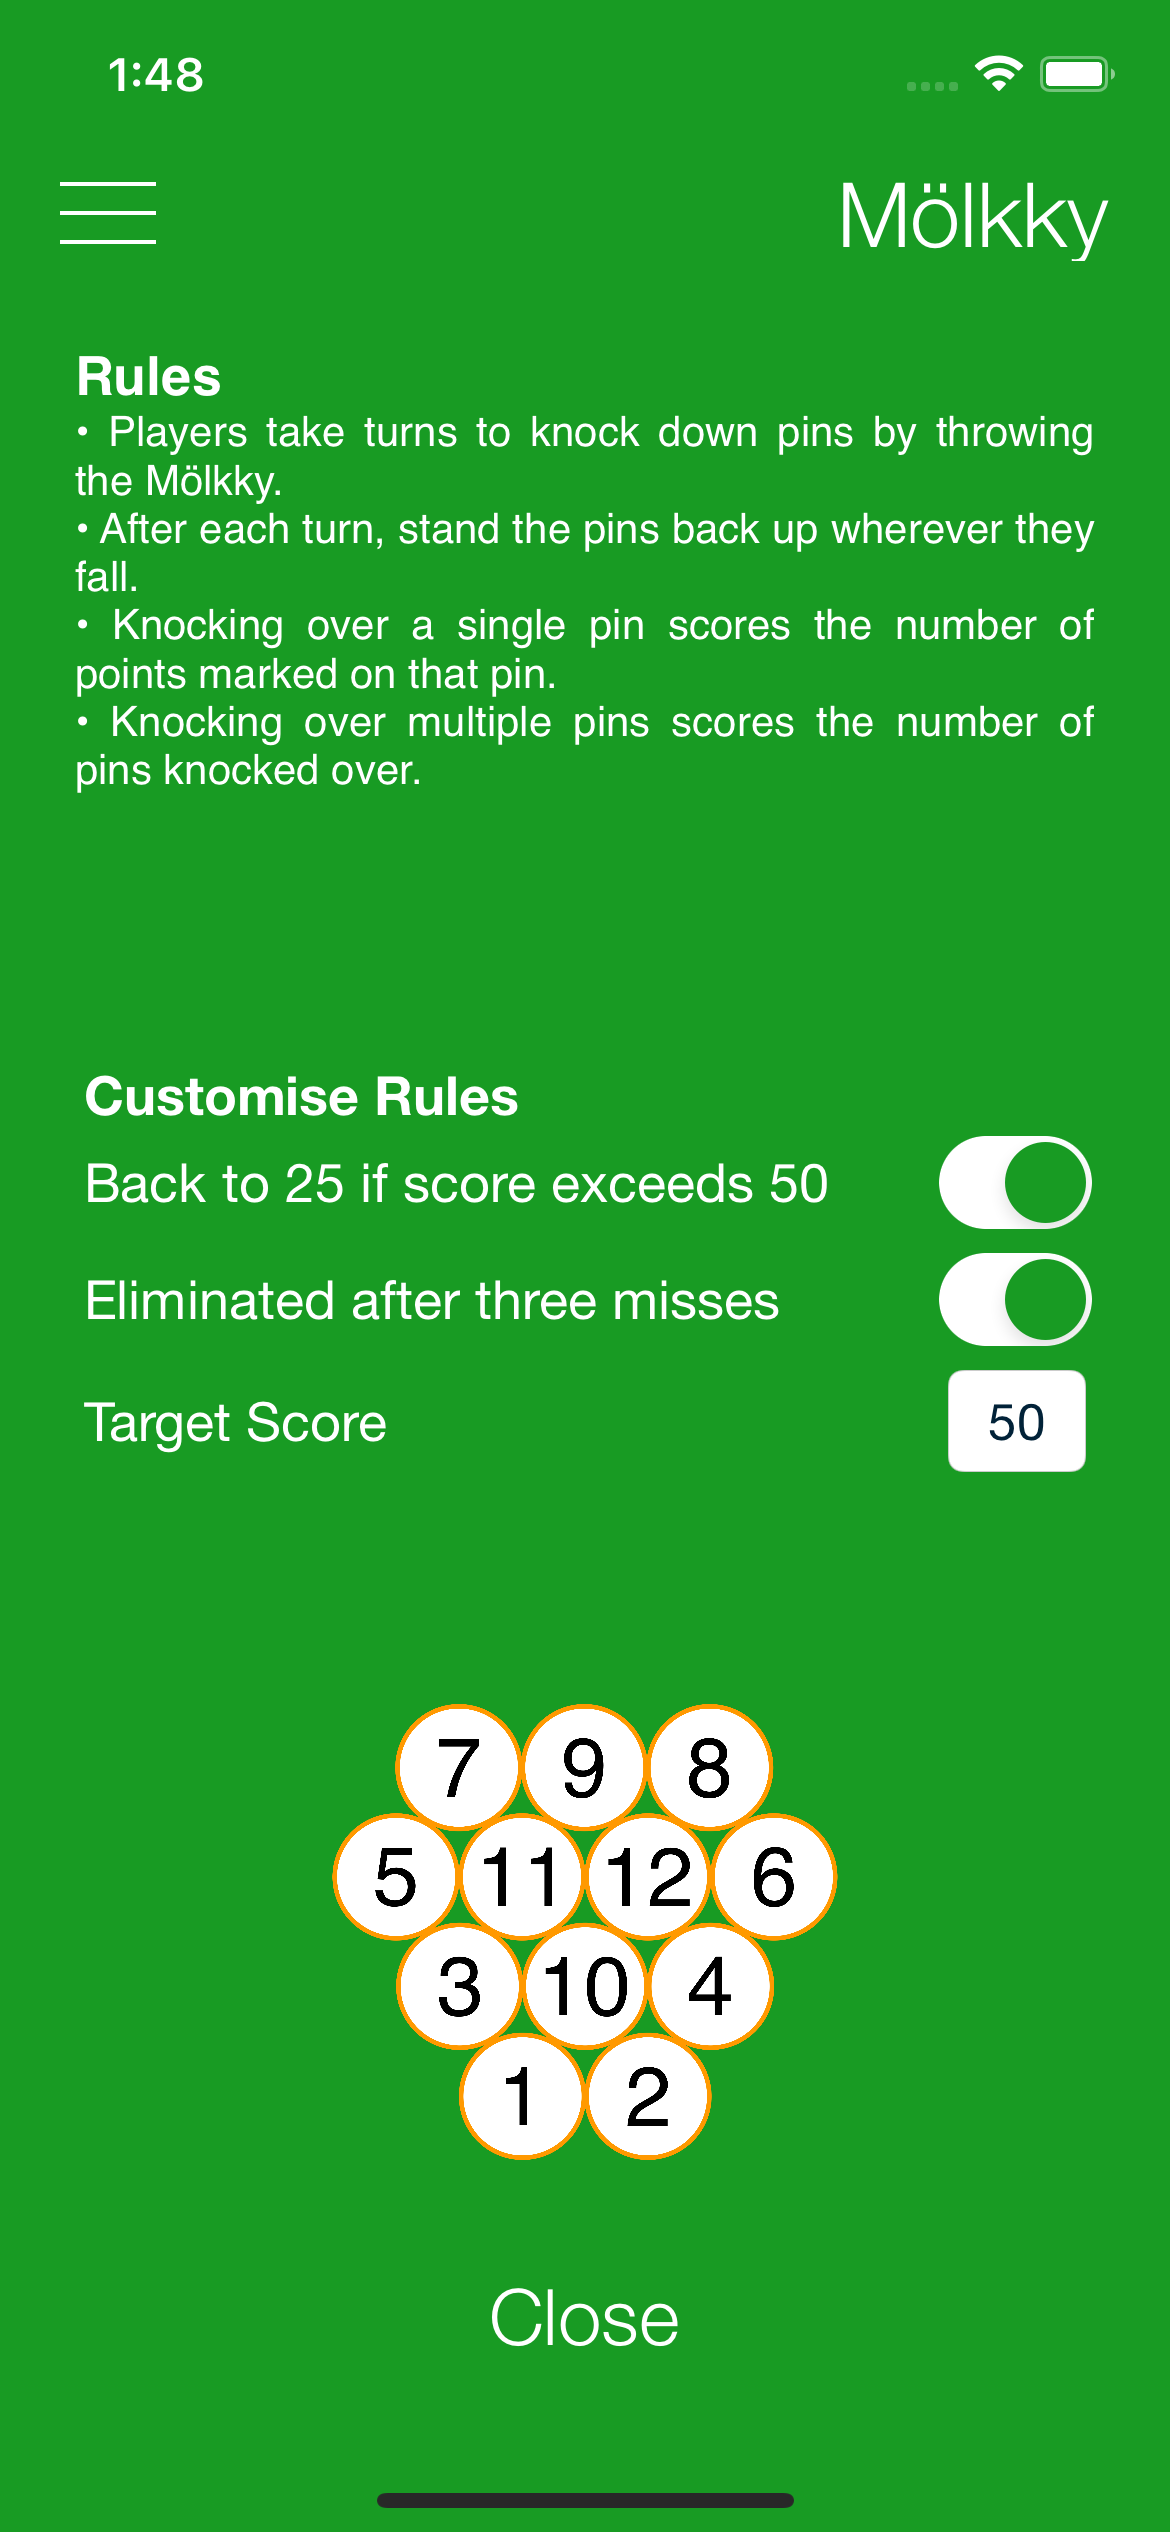 1:48
Mölkky
Rules
• Players take turns to knock down pins by throwing
the Mölkky.
• After each turn, stand the pins back up wherever they
fall.
• Knocking over a single pin scores the number of
points marked on that pin.
• Knocking over multiple pins scores the number of
pins knocked over.
Customise Rules
Back to 25 if score exceeds 50
Eliminated after three misses
Target Score 50
7 9 8
5 11 12 6
3 10 4
1 2
Close